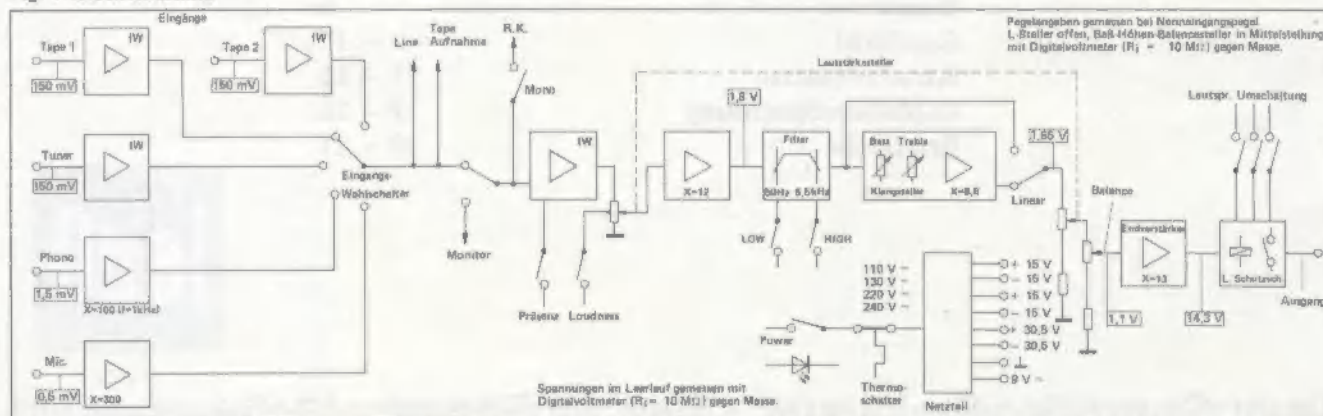 Eingänge
Tape 1
150 mV
IW
Tape 2
150 mV
IW
Tuner
150 mV
IW
Phono
1,5 mV
X=100 (f=1kHz)
Mic.
0,5 mV
X=300
Eingangs-
Wahlschalter
Line
Tape
Aufnahme
R.K.
Mono
Monitor
IW
Präsenz
Loudness
Lautstärkesteller
X=12
1,8 V
Filter
5,5kHz
LOW
HIGH
Bass
Treble
Klangsteller
Linear
1,65 V
Balance
Endverstärker
X=13
1,1 V
14,3 V
Lautspr. Umschaltung
Ausgang
Pegelangaben gemessen bei Nenneingangspegel
L-Steller offen, Baß-Höhen-Balancesteller in Mittelstellung
mit Digitalvoltmeter (Ri = 10 MΩ) gegen Masse.
110 V ~
130 V ~
220 V ~
240 V ~
Power
Thermo-
schalter
Netzteil
+ 15 V
– 15 V
+ 15 V
– 15 V
+ 30,5 V
– 30,5 V
9 V ~
Spannungen im Leerlauf gemessen mit
Digitalvoltmeter (Ri = 10 MΩ) gegen Masse.